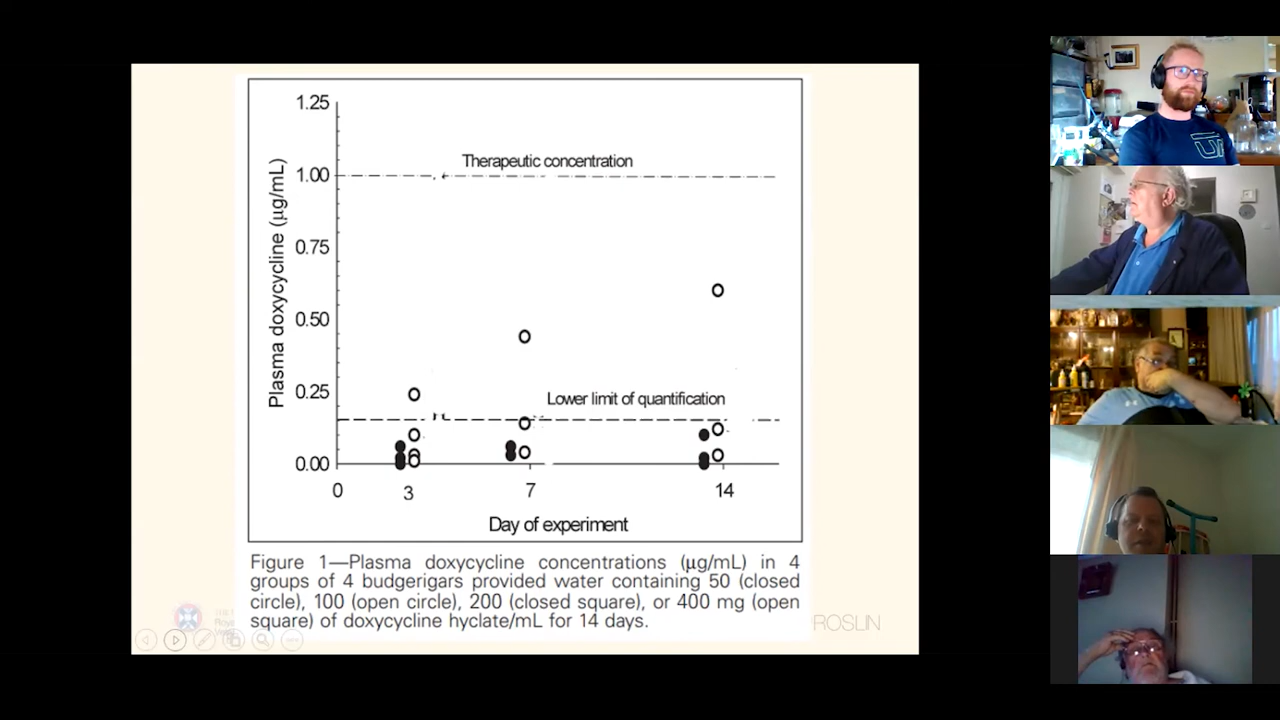 1.25
Therapeutic concentration
1.00
0.75
0.50
0.25
Lower limit of quantification
0.00
Plasma doxycycline (µg/mL)
0 3 7 14
Day of experiment
Figure 1—Plasma doxycycline concentrations (µg/mL) in 4
groups of 4 budgerigars provided water containing 50 (closed
circle), 100 (open circle), 200 (closed square), or 400 mg (open
square) of doxycycline hyclate/mL for 14 days.
ROSLIN